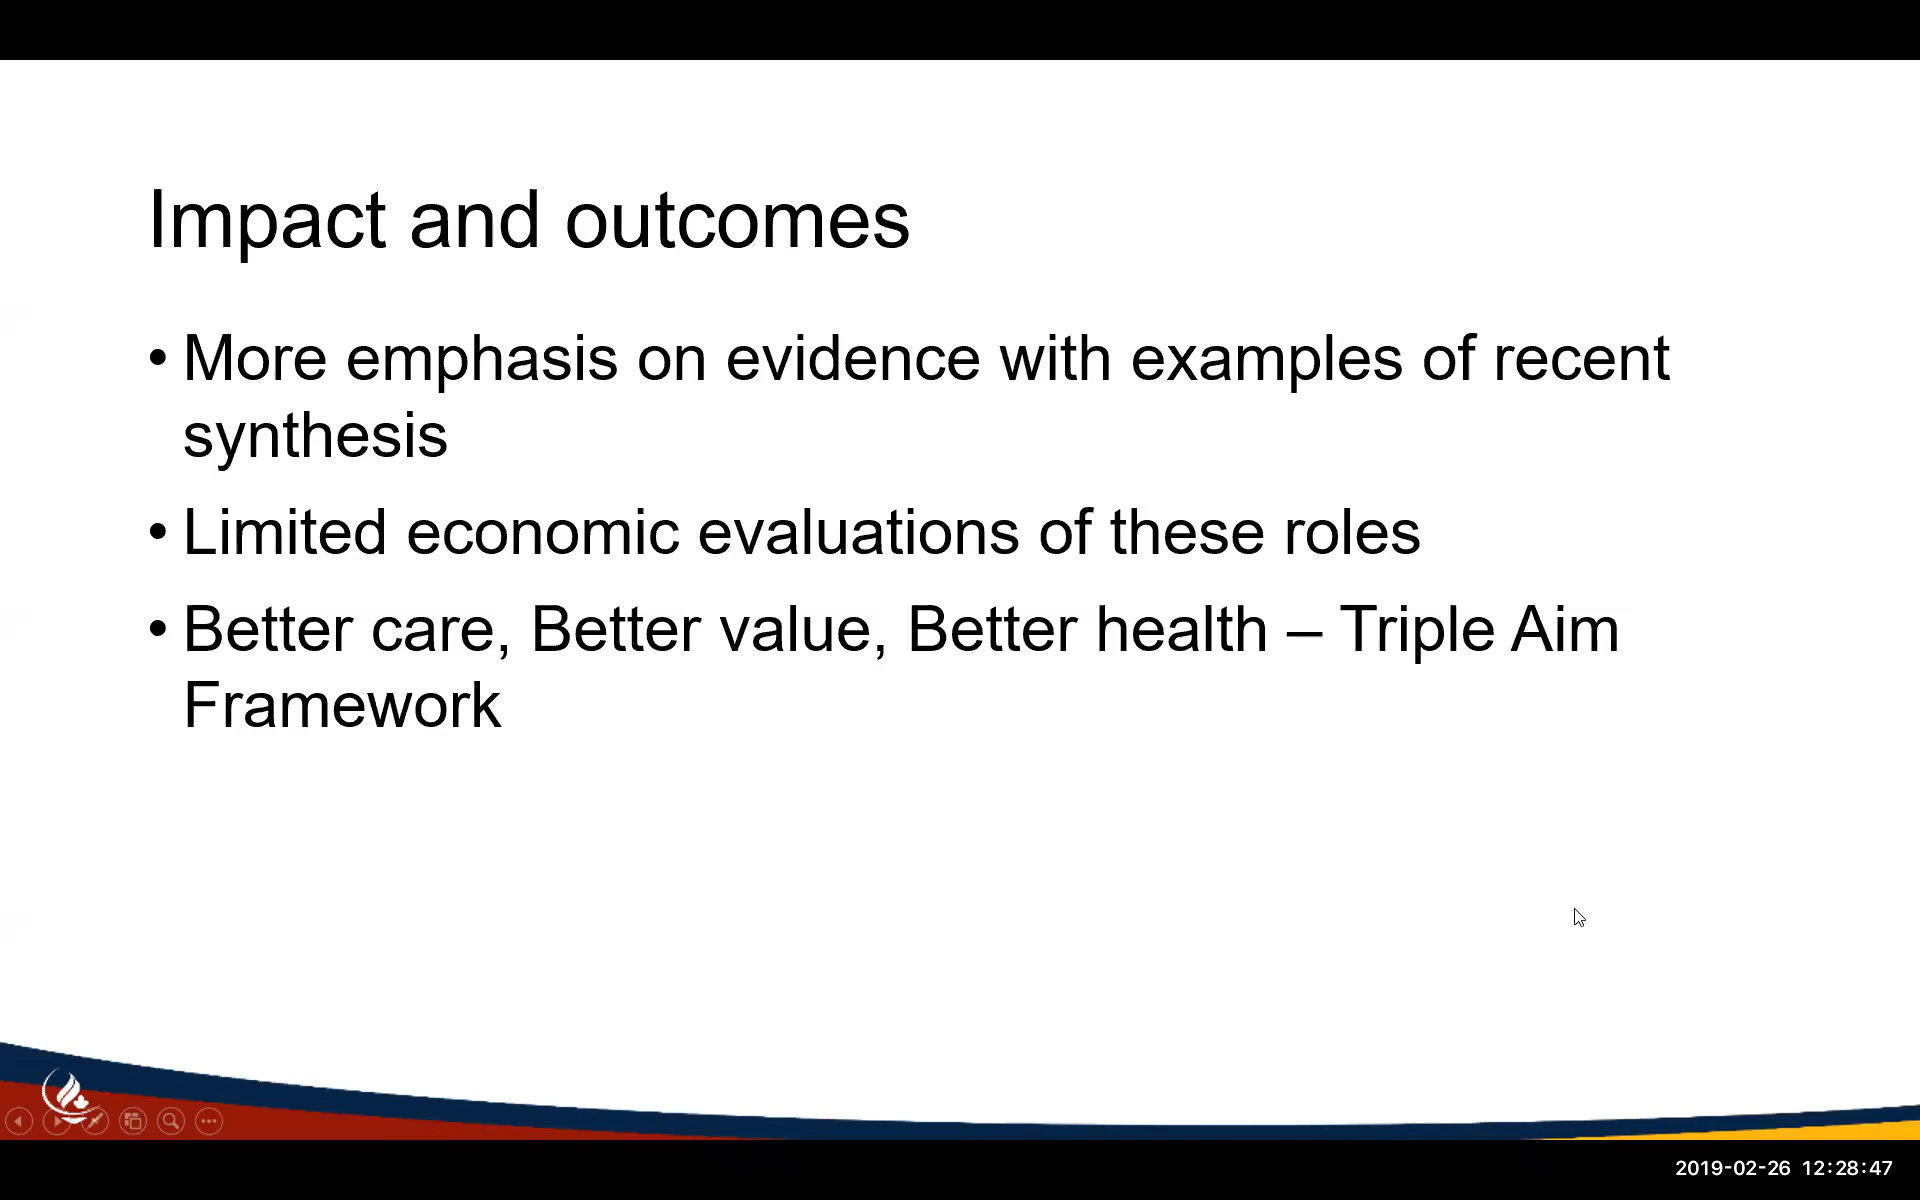 Impact and outcomes
• More emphasis on evidence with examples of recent
synthesis
• Limited economic evaluations of these roles
• Better care, Better value, Better health – Triple Aim
Framework
2019-02-26 12:28:47